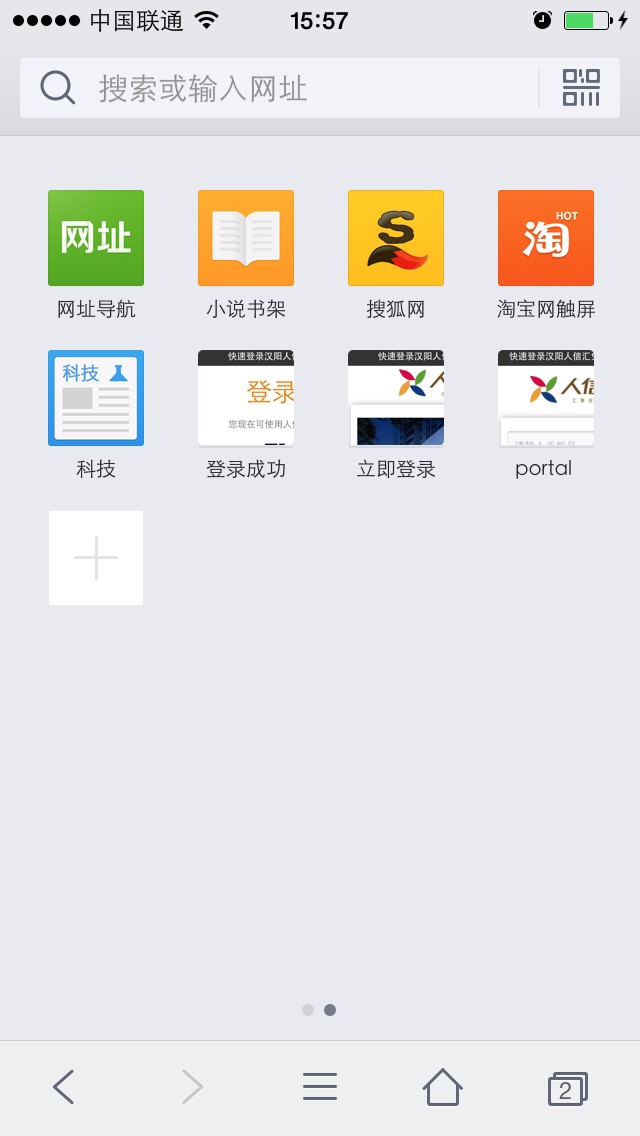 中国联通
15:57
搜索或输入网址
网址
HOT
淘
网址导航
小说书架
搜狐网
淘宝网触屏
科技
快速登录汉阳人
登录
您现在可使用人
快速登录汉阳人
人
快速登录汉阳人信汇
人信
科技
登录成功
立即登录
portal
2